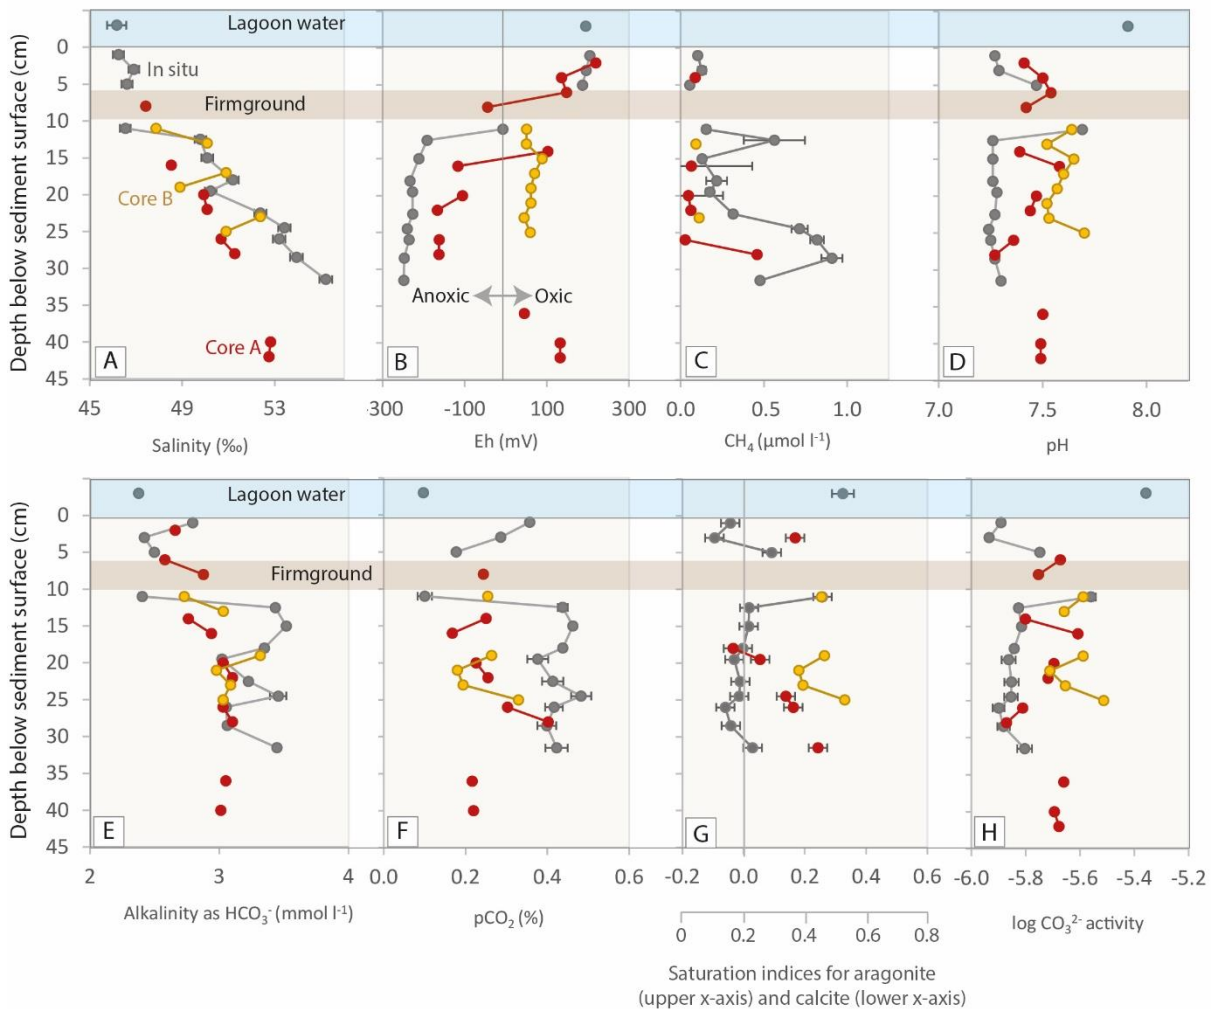 Depth below sediment surface (cm)
0
5
10
15
20
25
30
35
40
45
Lagoon water
In situ
Firmground
Core B
Core A
Anoxic
Oxic
A
B
C
D
45 49 53
-300 -100 100 300
0.0 0.5 1.0
7.0 7.5 8.0
Salinity (‰)
Eh (mV)
CH₄ (µmol l⁻¹)
pH
Depth below sediment surface (cm)
0
5
10
15
20
25
30
35
40
45
Lagoon water
Firmground
E
F
G
H
2 3 4
0.0 0.2 0.4 0.6
-0.2 0.0 0.2 0.4 0.6
-6.0 -5.8 -5.6 -5.4 -5.2
Alkalinity as HCO₃⁻ (mmol l⁻¹)
pCO₂ (%)
log CO₃²⁻ activity
0 0.2 0.4 0.6 0.8
Saturation indices for aragonite
(upper x-axis) and calcite (lower x-axis)